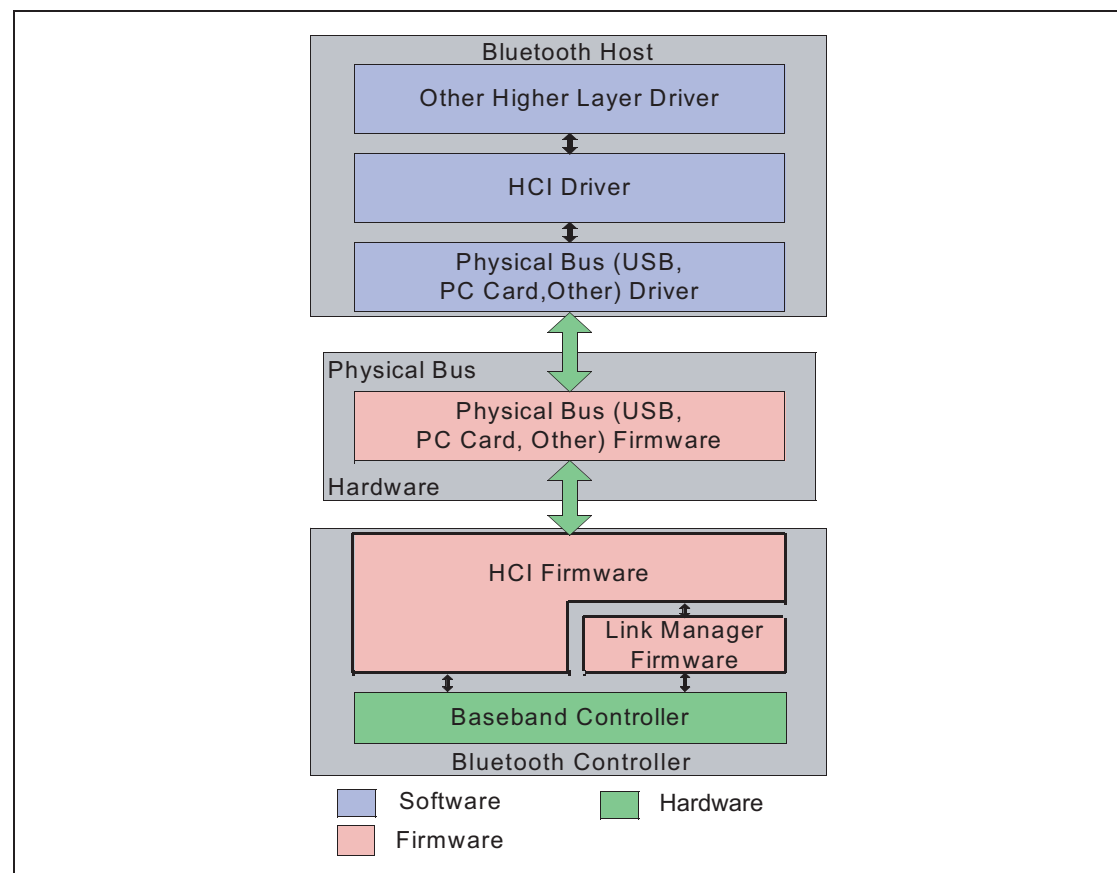 Bluetooth Host
Other Higher Layer Driver
HCI Driver
Physical Bus (USB,
PC Card,Other) Driver
Physical Bus
Physical Bus (USB,
PC Card, Other) Firmware
Hardware
HCI Firmware
Link Manager
Firmware
Baseband Controller
Bluetooth Controller
Software
Hardware
Firmware